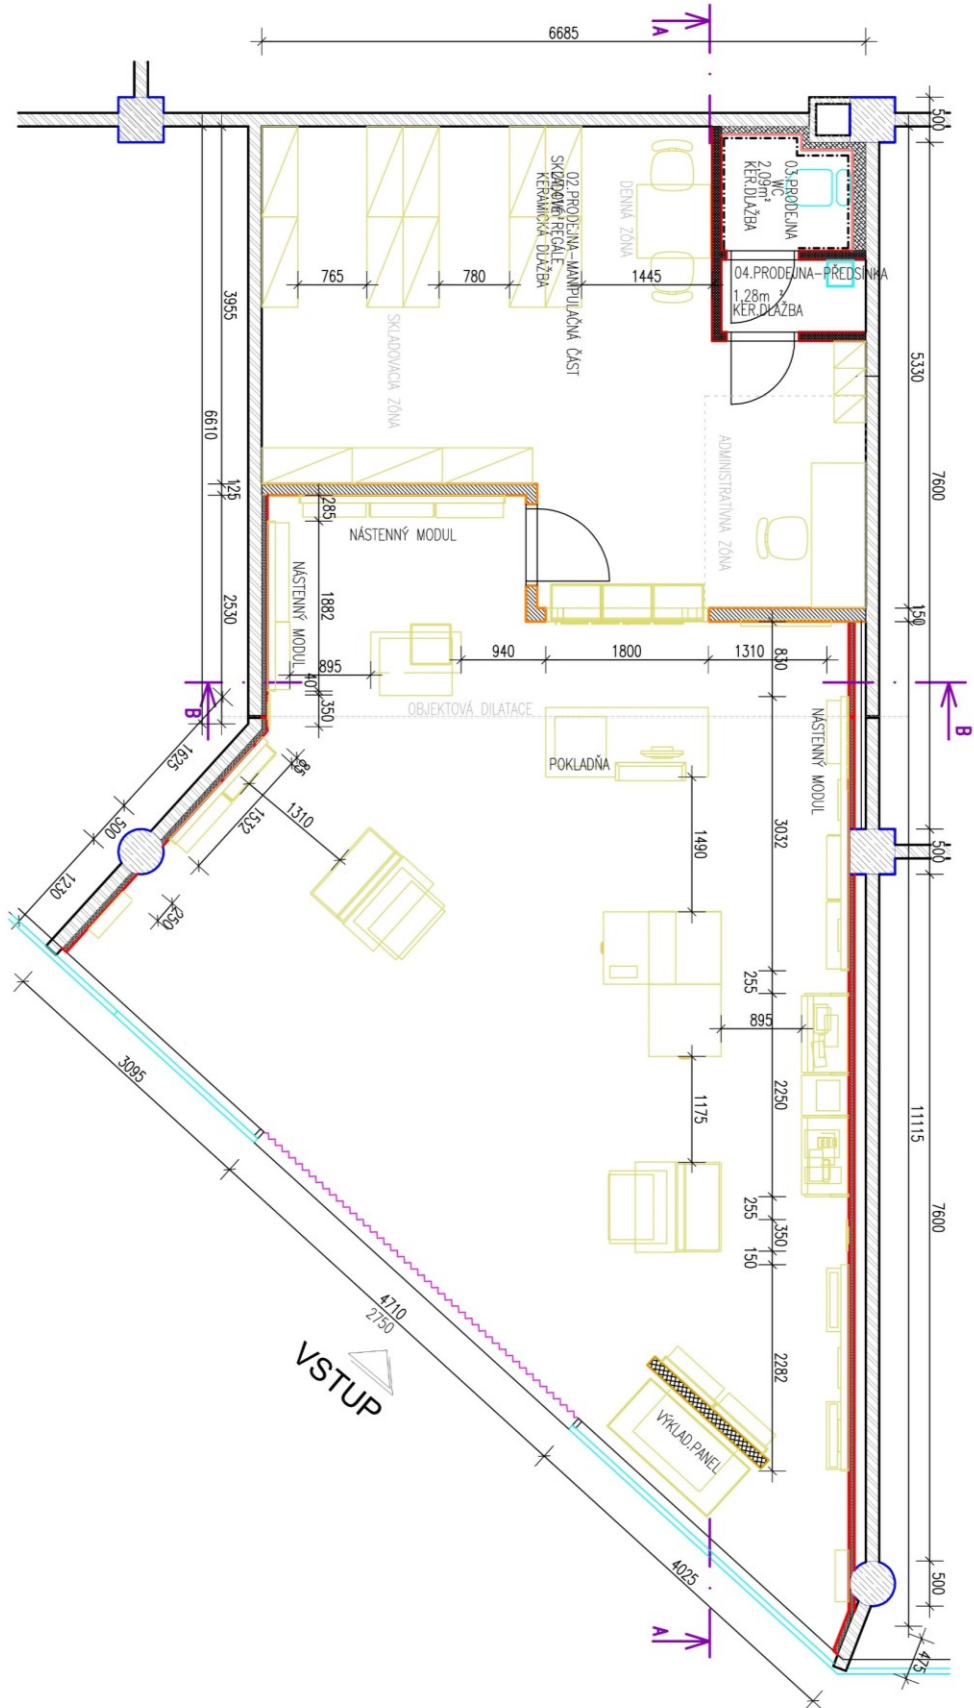 6685
A
500
03.PRODEJNA
WC
2.09m²
KER.DLAŽBA
02.PRODEJNA-MANIPULAČNÁ ČÁST
KERAMICKÁ DLAŽBA
DENNÁ ZÓNA
04.PRODEJNA-PŘEDSÍNKA
1,28m²
KER.DLAŽBA
765
780
1445
3955
SKLADOVACIA ZÓNA
5330
6610
ADMINISTRATÍVNA ZÓNA
7600
125
285
NÁSTENNÝ MODUL
NÁSTENNÝ MODUL
1882
2530
150
895
940
1800
1310
830
40
350
B
B
OBJEKTOVÁ DILATACE
NÁSTENNÝ MODUL
POKLADŇA
1625
1532
1310
500
1230
250
1490
3032
500
255
895
3095
2250
1175
11115
7600
255
350
150
4710
2750
VSTUP
2282
VÝKLAD.PANEL
4025
500
A
475